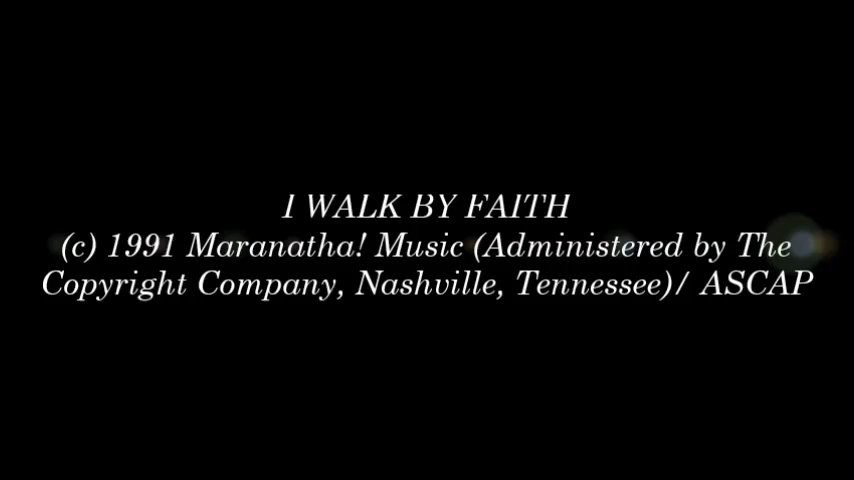 I WALK BY FAITH
(c) 1991 Maranatha! Music (Administered by The
Copyright Company, Nashville, Tennessee)/ ASCAP